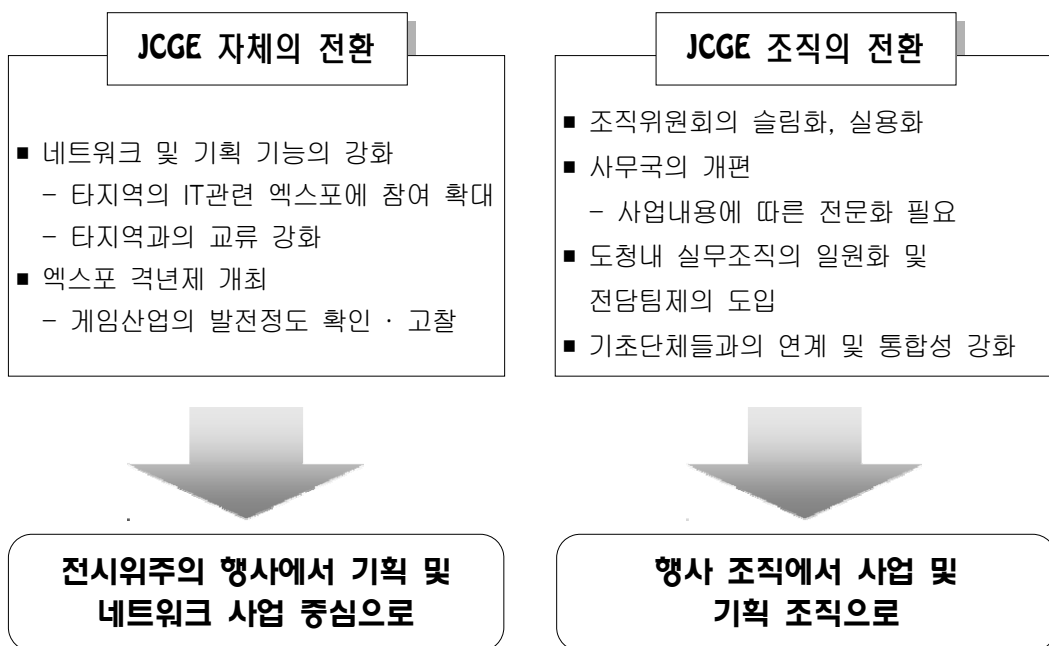 JCGE 자체의 전환
■ 네트워크 및 기획 기능의 강화
- 타지역의 IT관련 엑스포에 참여 확대
- 타지역과의 교류 강화
■ 엑스포 격년제 개최
- 게임산업의 발전정도 확인 · 고찰
전시위주의 행사에서 기획 및
네트워크 사업 중심으로
JCGE 조직의 전환
■ 조직위원회의 슬림화, 실용화
■ 사무국의 개편
- 사업내용에 따른 전문화 필요
■ 도청내 실무조직의 일원화 및
전담팀제의 도입
■ 기초단체들과의 연계 및 통합성 강화
행사 조직에서 사업 및
기획 조직으로